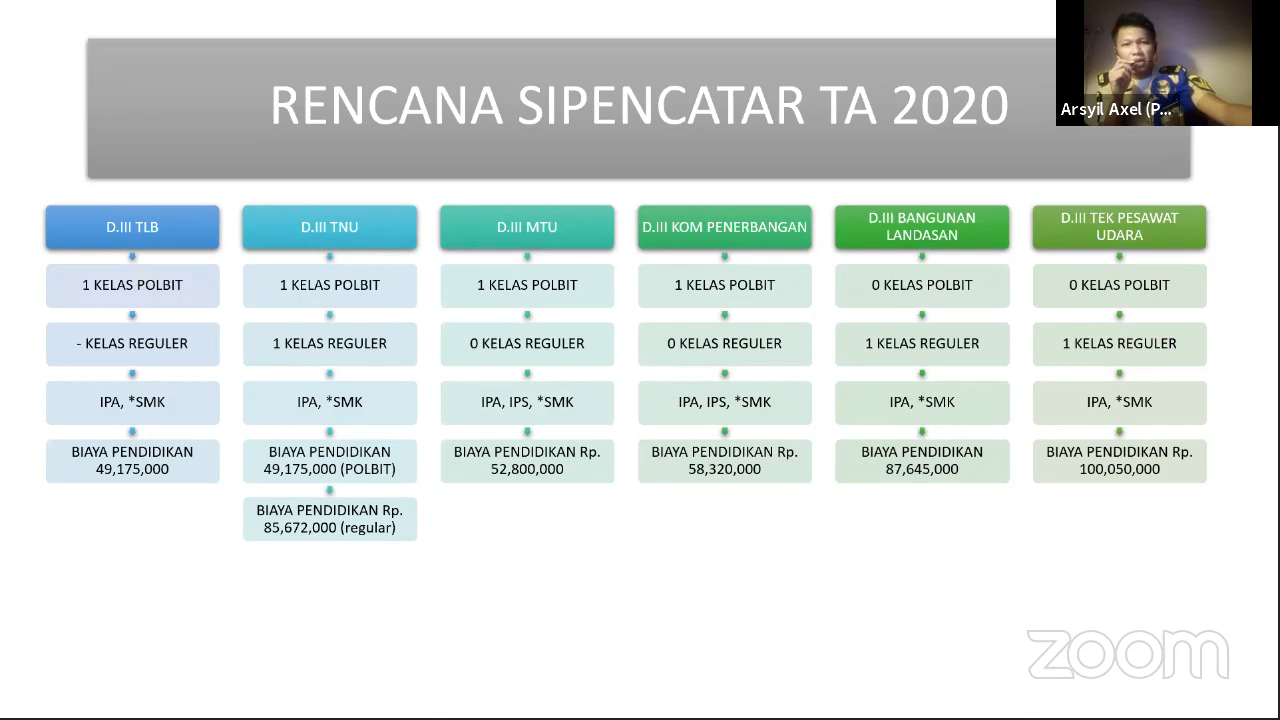 RENCANA SIPENCATAR TA 2020
Arsyil Axel (P...
D.III TLB
1 KELAS POLBIT
- KELAS REGULER
IPA, *SMK
BIAYA PENDIDIKAN
49,175,000
D.III TNU
1 KELAS POLBIT
1 KELAS REGULER
IPA, *SMK
BIAYA PENDIDIKAN
49,175,000 (POLBIT)
BIAYA PENDIDIKAN Rp.
85,672,000 (regular)
D.III MTU
1 KELAS POLBIT
0 KELAS REGULER
IPA, IPS, *SMK
BIAYA PENDIDIKAN Rp.
52,800,000
D.III KOM PENERBANGAN
1 KELAS POLBIT
0 KELAS REGULER
IPA, IPS, *SMK
BIAYA PENDIDIKAN Rp.
58,320,000
D.III BANGUNAN
LANDASAN
0 KELAS POLBIT
1 KELAS REGULER
IPA, *SMK
BIAYA PENDIDIKAN
87,645,000
D.III TEK PESAWAT
UDARA
0 KELAS POLBIT
1 KELAS REGULER
IPA, *SMK
BIAYA PENDIDIKAN Rp.
100,050,000
zoom